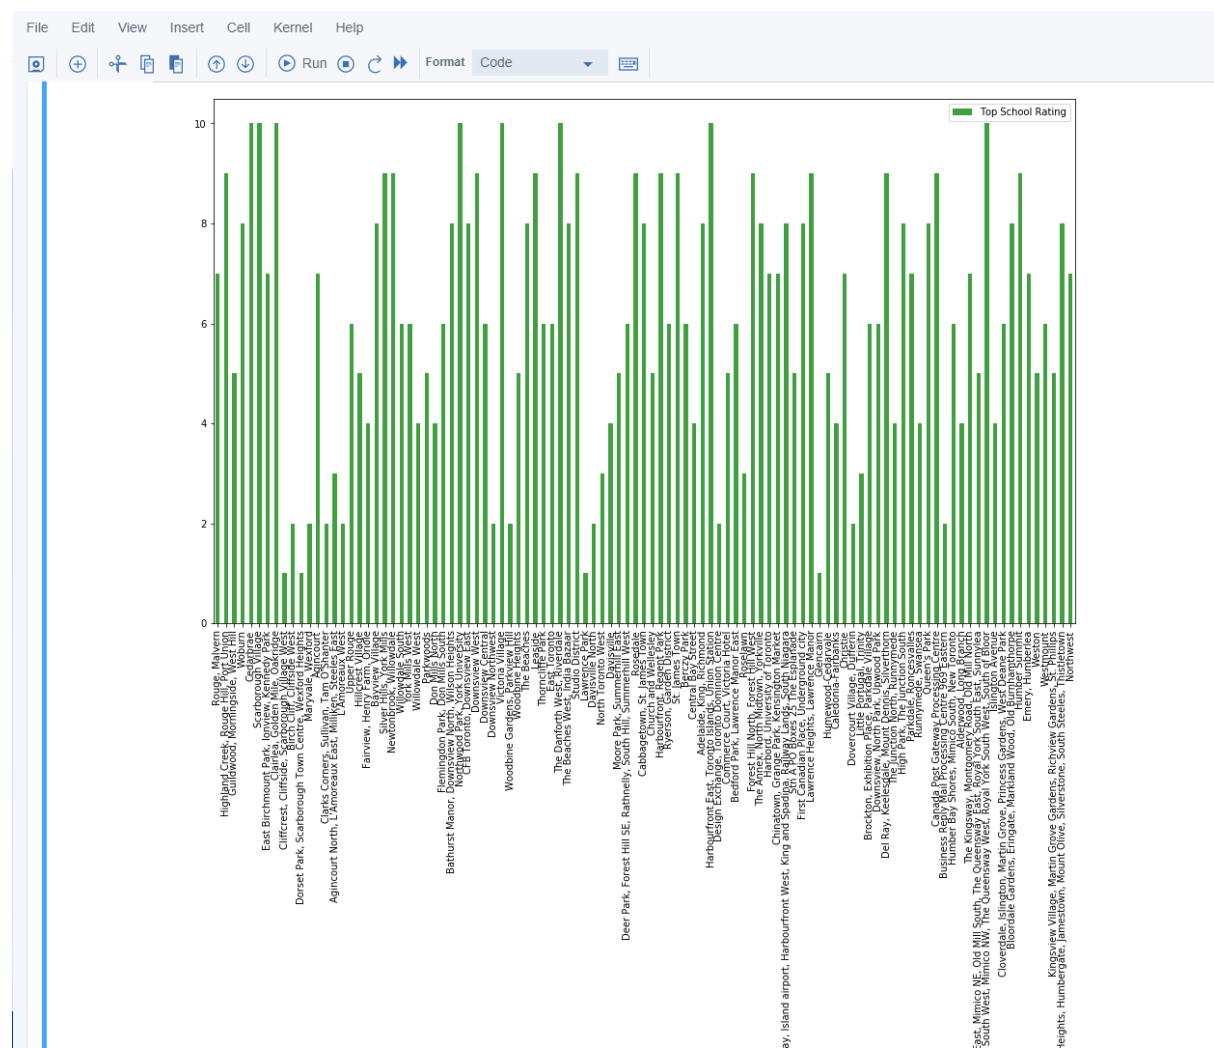 File Edit View Insert Cell Kernel Help
Run Format Code
Top School Rating
10
8
6
4
2
0
Rouge, Malvern
Highland Creek, Rouge Hill, Port Union
Guildwood, Morningside, West Hill
Woburn
Cedarbrae
Scarborough Village
East Birchmount Park, Ionview, Kennedy Park
Clairlea, Golden Mile, Oakridge
Cliffcrest, Cliffside, Scarborough Village West
Birch Cliff, Cliffside West
Dorset Park, Scarborough Town Centre, Wexford Heights
Maryvale, Wexford
Agincourt
Clarks Corners, Sullivan, Tam O'Shanter
Agincourt North, L'Amoreaux East, Milliken, Steeles East
L'Amoreaux West
Upper Rouge
Hillcrest Village
Fairview, Henry Farm, Oriole
Bayview Village
Silver Hills, York Mills
Newtonbrook, Willowdale
Willowdale South
York Mills West
Willowdale West
Parkwoods
Don Mills North
Flemingdon Park, Don Mills South
Bathurst Manor, Downsview North, Wilson Heights
Northwood Park, York University
CFB Toronto, Downsview East
Downsview West
Downsview Central
Downsview Northwest
Victoria Village
Woodbine Gardens, Parkview Hill
Woodbine Heights
The Beaches
Leaside
Thorncliffe Park
East Toronto
The Danforth West, Riverdale
The Beaches West, India Bazaar
Studio District
Lawrence Park
Davisville North
North Toronto West
Davisville
Moore Park, Summerhill East
Deer Park, Forest Hill SE, Rathnelly, South Hill, Summerhill West
Rosedale
Cabbagetown, St. James Town
Church and Wellesley
Harbourfront, Regent Park
Ryerson, Garden District
St. James Town
Berczy Park
Central Bay Street
Adelaide, King, Richmond
Harbourfront East, Toronto Islands, Union Station
Design Exchange, Toronto Dominion Centre
Commerce Court, Victoria Hotel
Bedford Park, Lawrence Manor East
Roselawn
Forest Hill North, Forest Hill West
The Annex, North Midtown, Yorkville
Harbord, University of Toronto
Chinatown, Grange Park, Kensington Market
ay, Island airport, Harbourfront West, King and Spadina, Railway Lands, South Niagara
Stn A PO Boxes 25 The Esplanade
First Canadian Place, Underground city
Lawrence Heights, Lawrence Manor
Glencairn
Humewood-Cedarvale
Caledonia-Fairbanks
Christie
Dovercourt Village, Dufferin
Little Portugal, Trinity
Brockton, Exhibition Place, Parkdale Village
Downsview, North Park, Upwood Park
Del Ray, Keelesdale, Mount Dennis, Silverthorn
The Junction North, Runnymede
High Park, The Junction South
Parkdale, Roncesvalles
Runnymede, Swansea
Queen's Park
Canada Post Gateway Processing Centre
Business Reply Mail Processing Centre 969 Eastern
Humber Bay Shores, Mimico South, New Toronto
Alderwood, Long Branch
The Kingsway, Montgomery Road, Old Mill North
East, Mimico NE, Old Mill South, The Queensway East, Royal York South East, Sunnylea
South West, Mimico NW, The Queensway West, Royal York South West, South of Bloor
Islington Avenue
Cloverdale, Islington, Martin Grove, Princess Gardens, West Deane Park
Bloordale Gardens, Eringate, Markland Wood, Old Burnhamthorpe
Humber Summit
Emery, Humberlea
Weston
Westmount
Kingsview Village, Martin Grove Gardens, Richview Gardens, St. Phillips
Heights, Humbergate, Jamestown, Mount Olive, Silverstone, South Steeles, Thistletown
Northwest